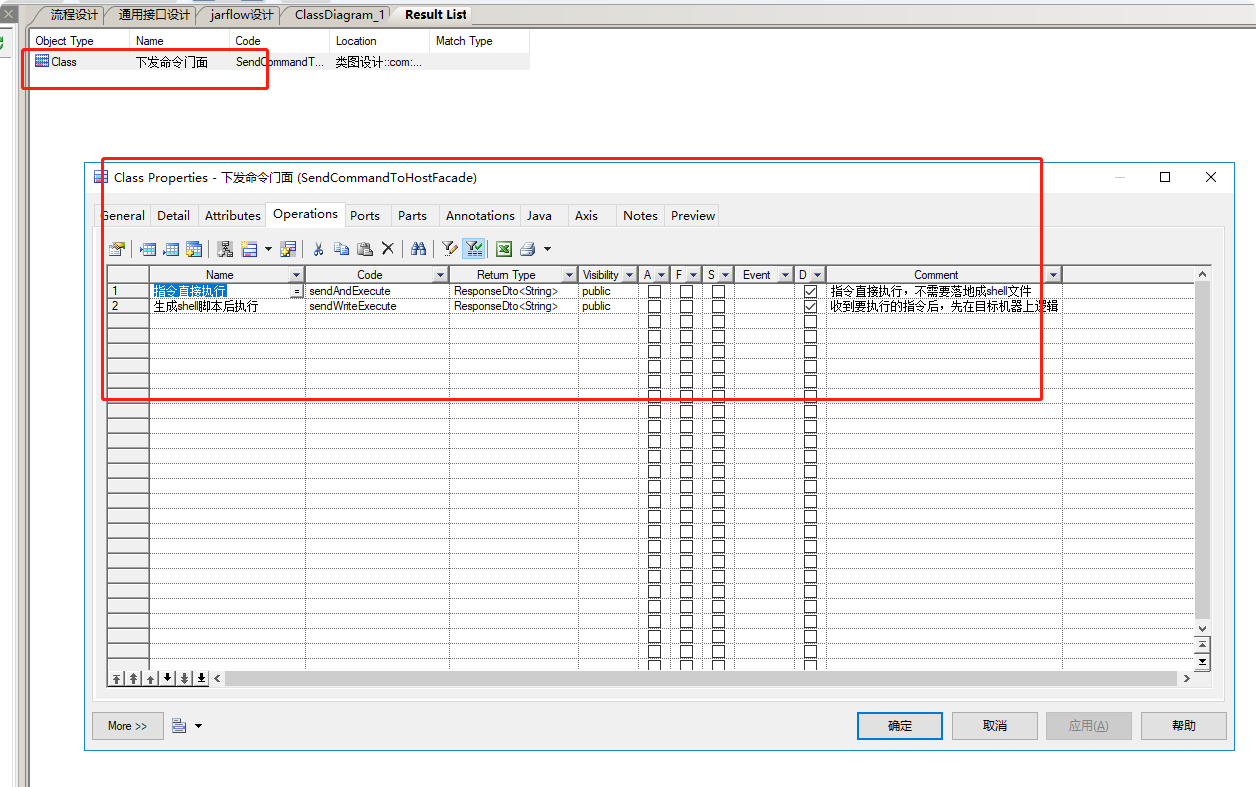 流程设计 通用接口设计 jarflow设计 ClassDiagram_1 Result List
Object Type Name Code Location Match Type
Class 下发命令门面 SendCommandT... 类图设计::com:...
Class Properties - 下发命令门面 (SendCommandToHostFacade)
General Detail Attributes Operations Ports Parts Annotations Java Axis Notes Preview
Name Code Return Type Visibility A F S Event D Comment
1 指令直接执行 = sendAndExecute ResponseDto<String> public 指令直接执行，不需要落地成shell文件
2 生成shell脚本后执行 sendWriteExecute ResponseDto<String> public 收到要执行的指令后，先在目标机器上逻辑
More >> 确定 取消 应用(A) 帮助